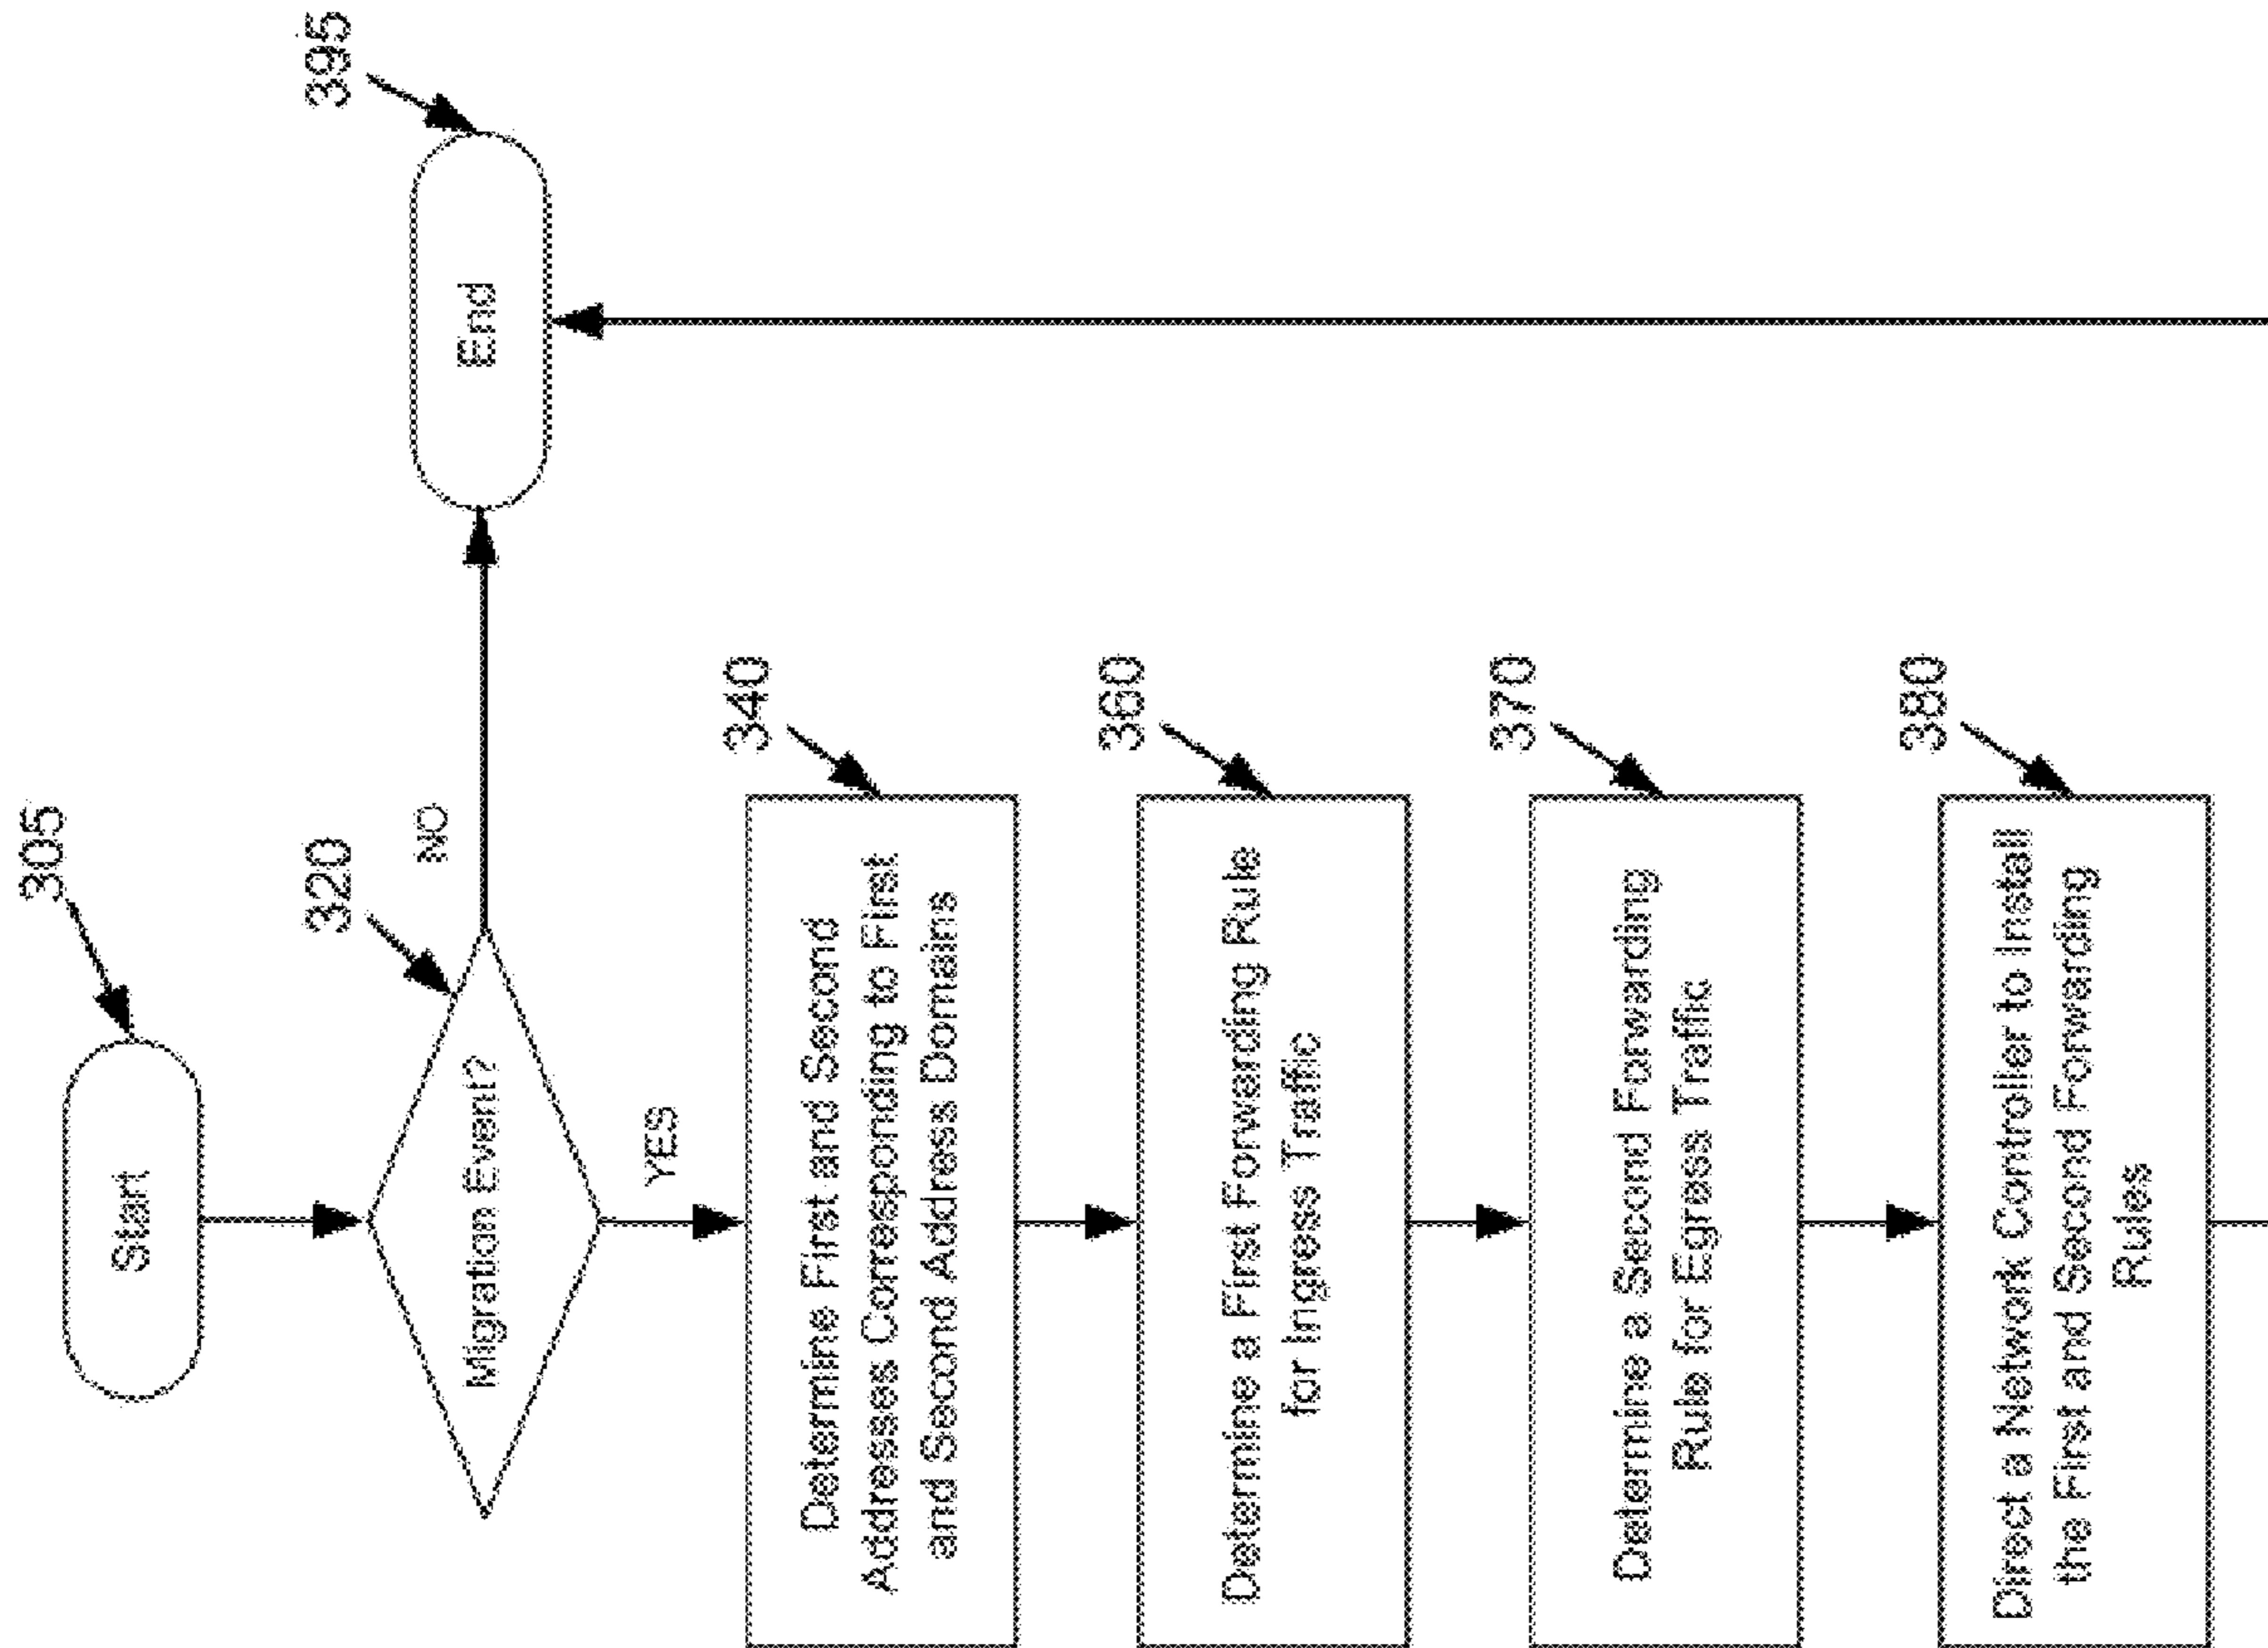 305
Start
320
Migration Event?
NO
395
End
YES
340
Determine First and Second
Addresses Corresponding to First
and Second Address Domains
360
Determine a First Forwarding Rule
for Ingress Traffic
370
Determine a Second Forwarding
Rule for Egress Traffic
380
Direct a Network Controller to Install
the First and Second Forwarding
Rules